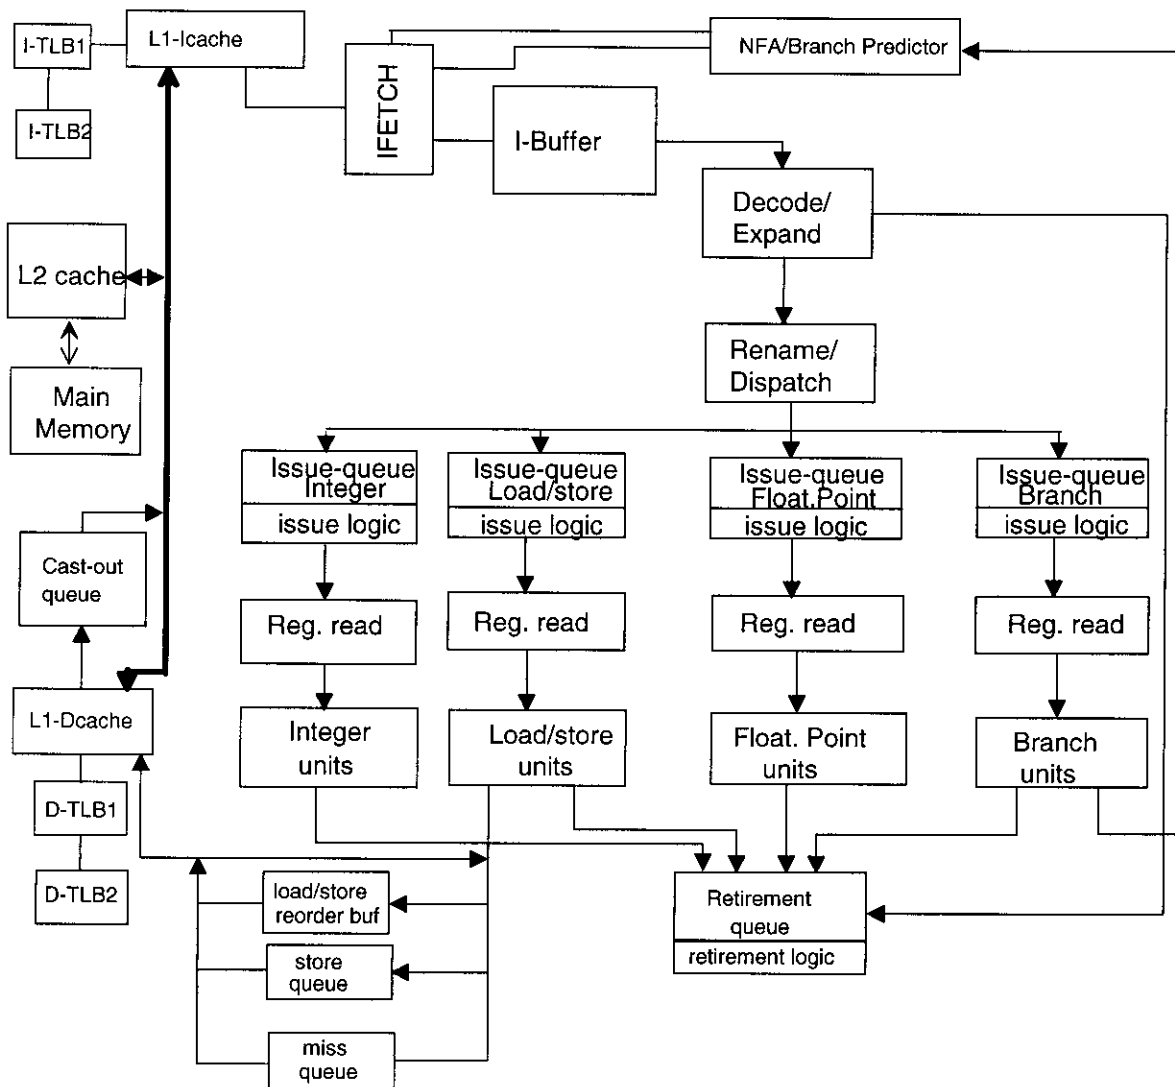 I-TLB1
L1-Icache
NFA/Branch Predictor
IFETCH
I-TLB2
I-Buffer
Decode/
Expand
L2 cache
Rename/
Dispatch
Main
Memory
Issue-queue
Integer
issue logic
Issue-queue
Load/store
issue logic
Issue-queue
Float.Point
issue logic
Issue-queue
Branch
issue logic
Cast-out
queue
Reg. read
Reg. read
Reg. read
Reg. read
L1-Dcache
Integer
units
Load/store
units
Float. Point
units
Branch
units
D-TLB1
D-TLB2
load/store
reorder buf
Retirement
queue
retirement logic
store
queue
miss
queue